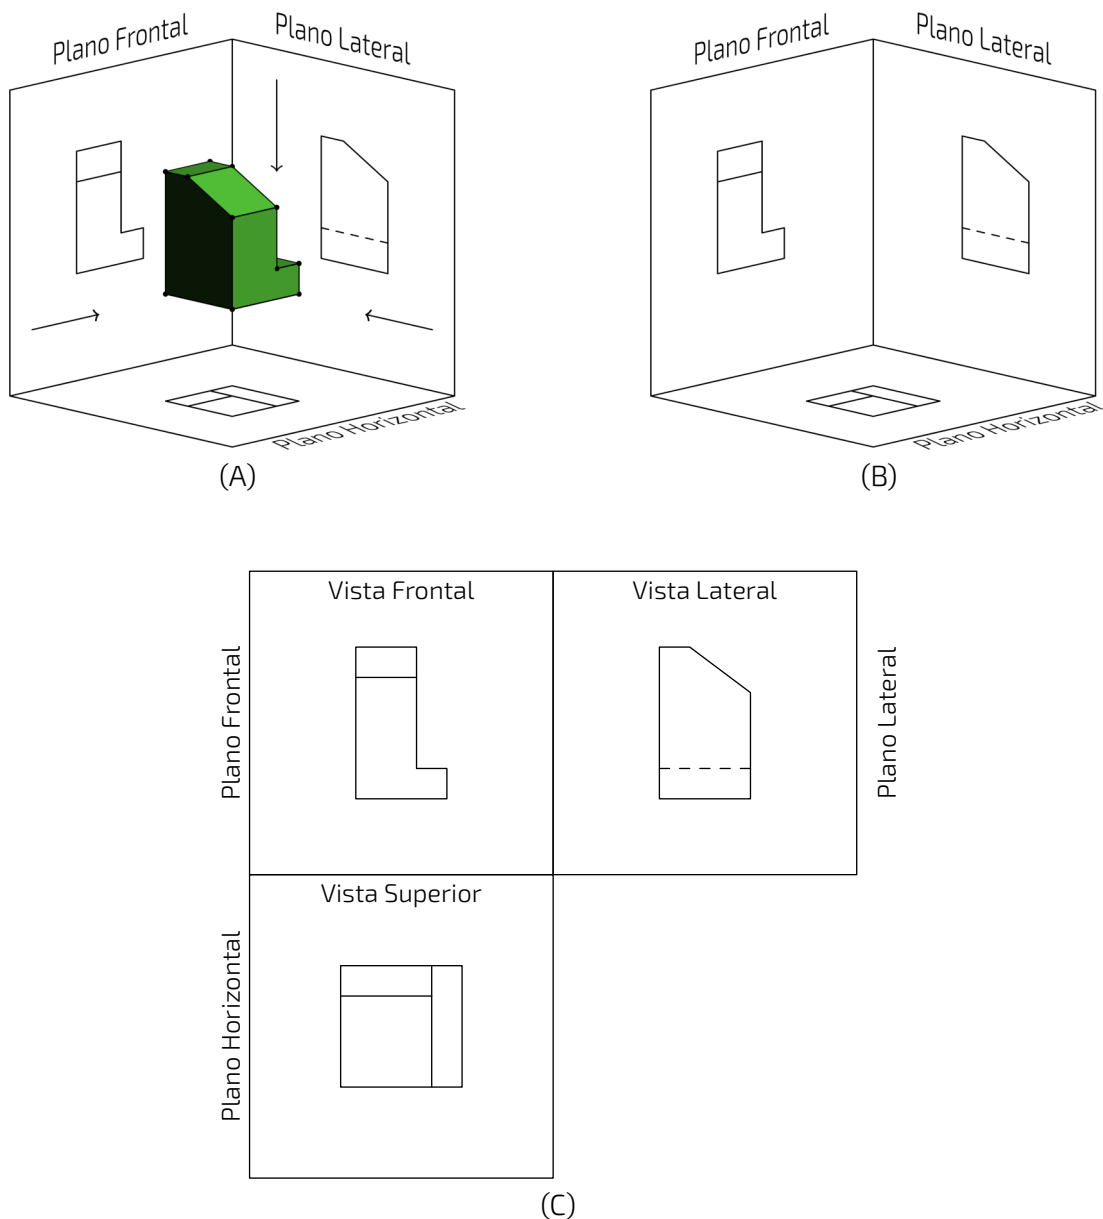 Plano Frontal
Plano Lateral
Plano Horizontal
(A)
Plano Frontal
Plano Lateral
Plano Horizontal
(B)
Vista Frontal
Vista Lateral
Plano Frontal
Plano Lateral
Vista Superior
Plano Horizontal
(C)